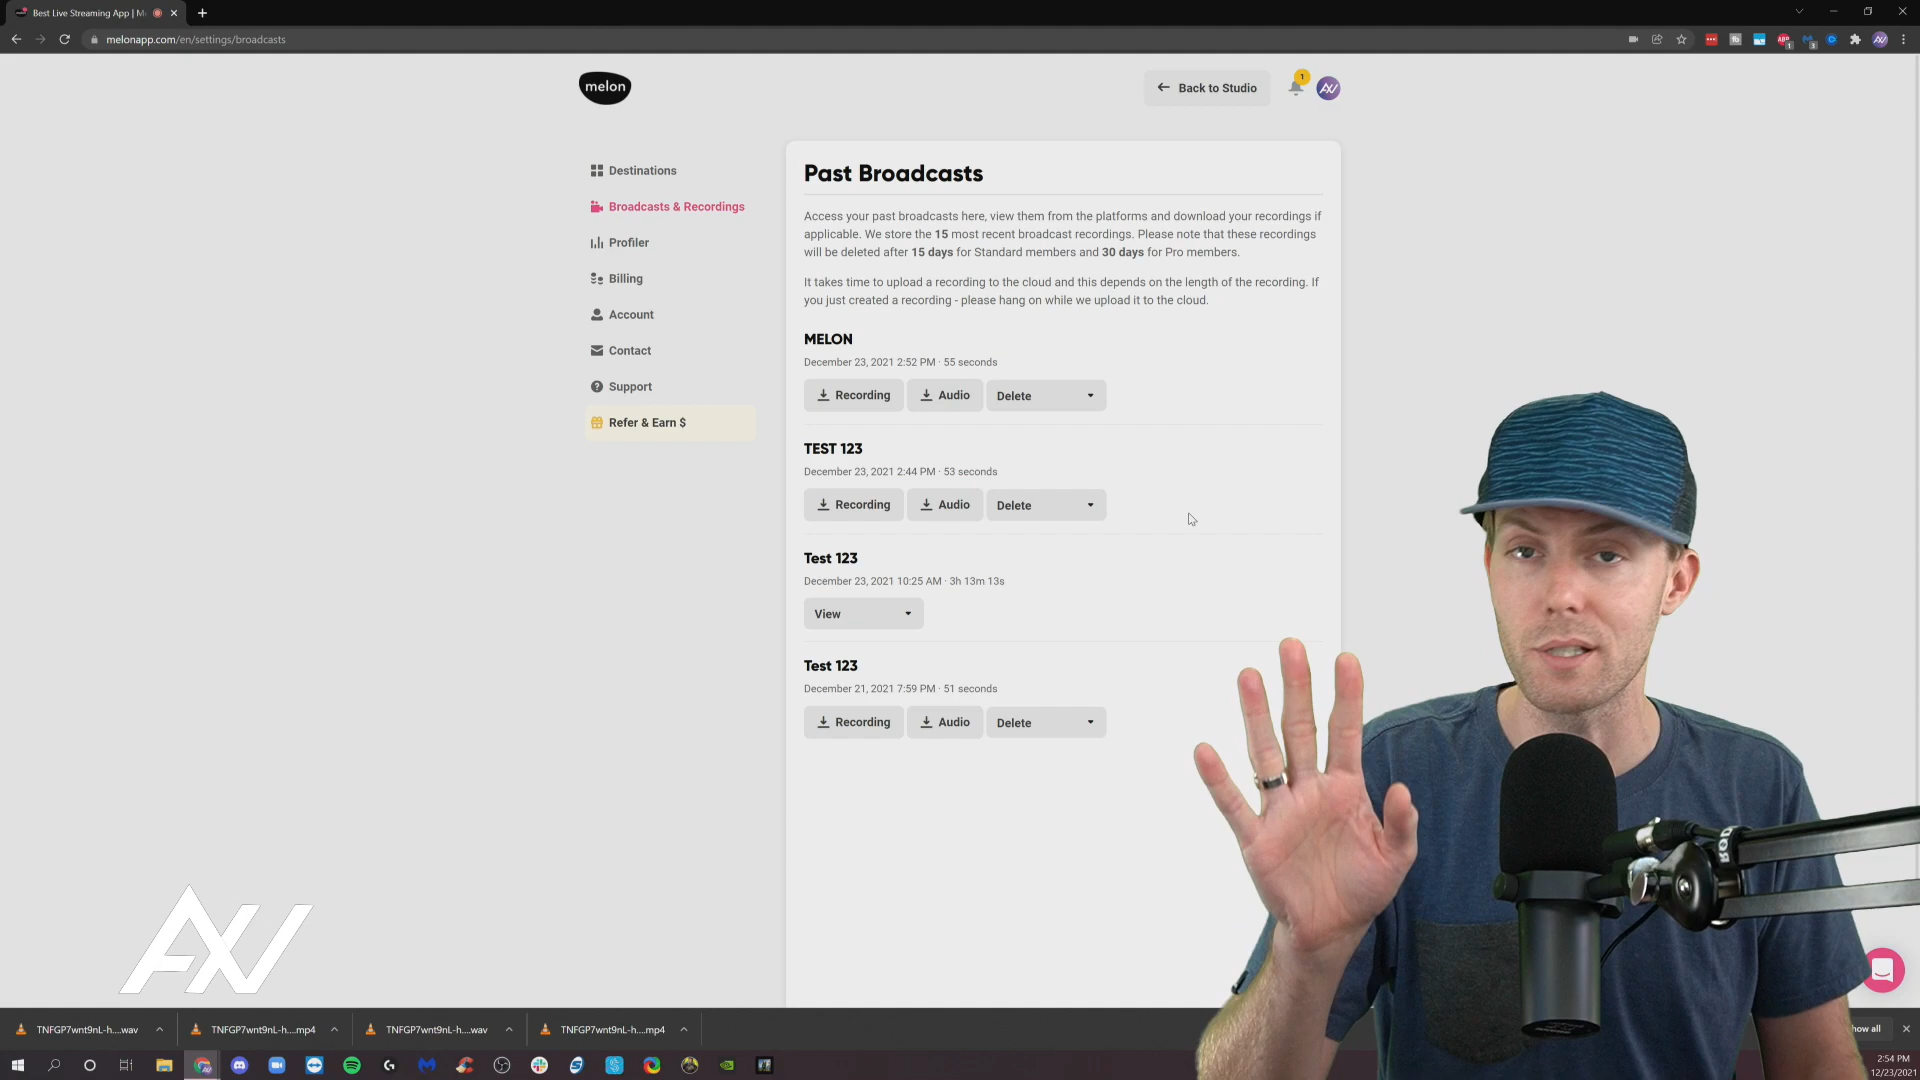 Best Live Streaming App | M
melonapp.com/en/settings/broadcasts
melon
Back to Studio
1
Destinations
Broadcasts & Recordings
Profiler
Billing
Account
Contact
Support
Refer & Earn $
Past Broadcasts
Access your past broadcasts here, view them from the platforms and download your recordings if
applicable. We store the 15 most recent broadcast recordings. Please note that these recordings
will be deleted after 15 days for Standard members and 30 days for Pro members.
It takes time to upload a recording to the cloud and this depends on the length of the recording. If
you just created a recording - please hang on while we upload it to the cloud.
MELON
December 23, 2021 2:52 PM · 55 seconds
Recording Audio Delete
TEST 123
December 23, 2021 2:44 PM · 53 seconds
Recording Audio Delete
Test 123
December 23, 2021 10:25 AM · 3h 13m 13s
View
Test 123
December 21, 2021 7:59 PM · 51 seconds
Recording Audio Delete
TNFGP7wnt9nL-h....wav TNFGP7wnt9nL-h....mp4 TNFGP7wnt9nL-h....wav TNFGP7wnt9nL-h....mp4
how all
2:54 PM
12/23/2021